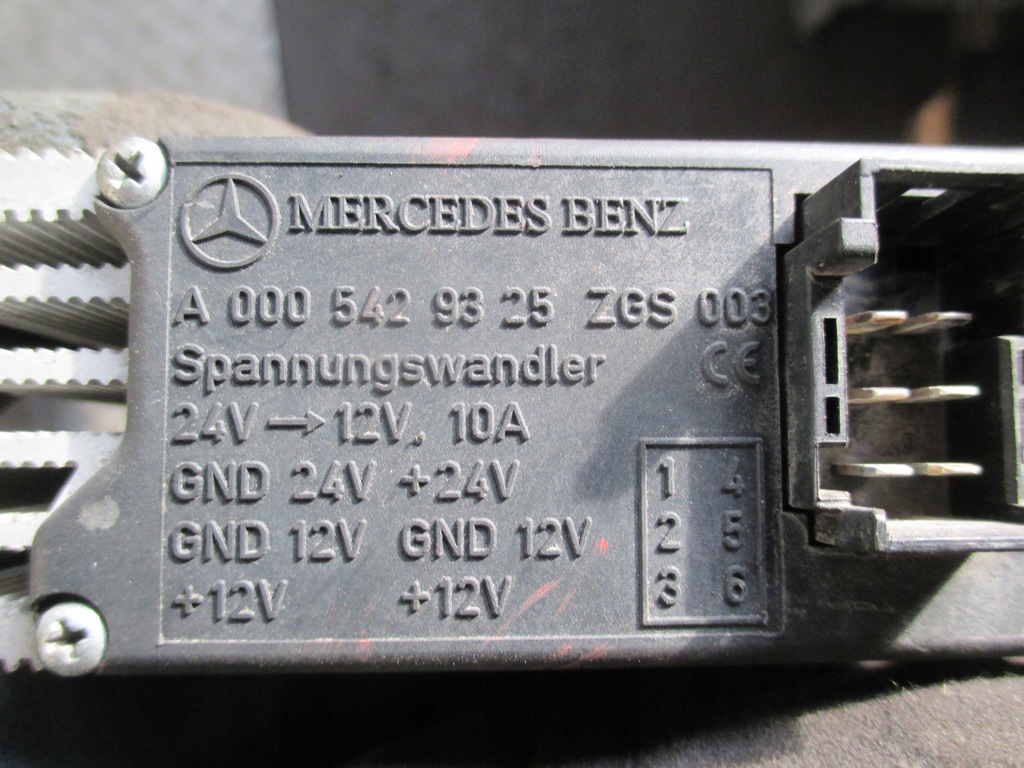 MERCEDES BENZ
A 000 542 93 25 ZGS 003
Spannungswandler CE
24V → 12V, 10A
GND 24V +24V 1 4
GND 12V GND 12V 2 5
+12V +12V 3 6